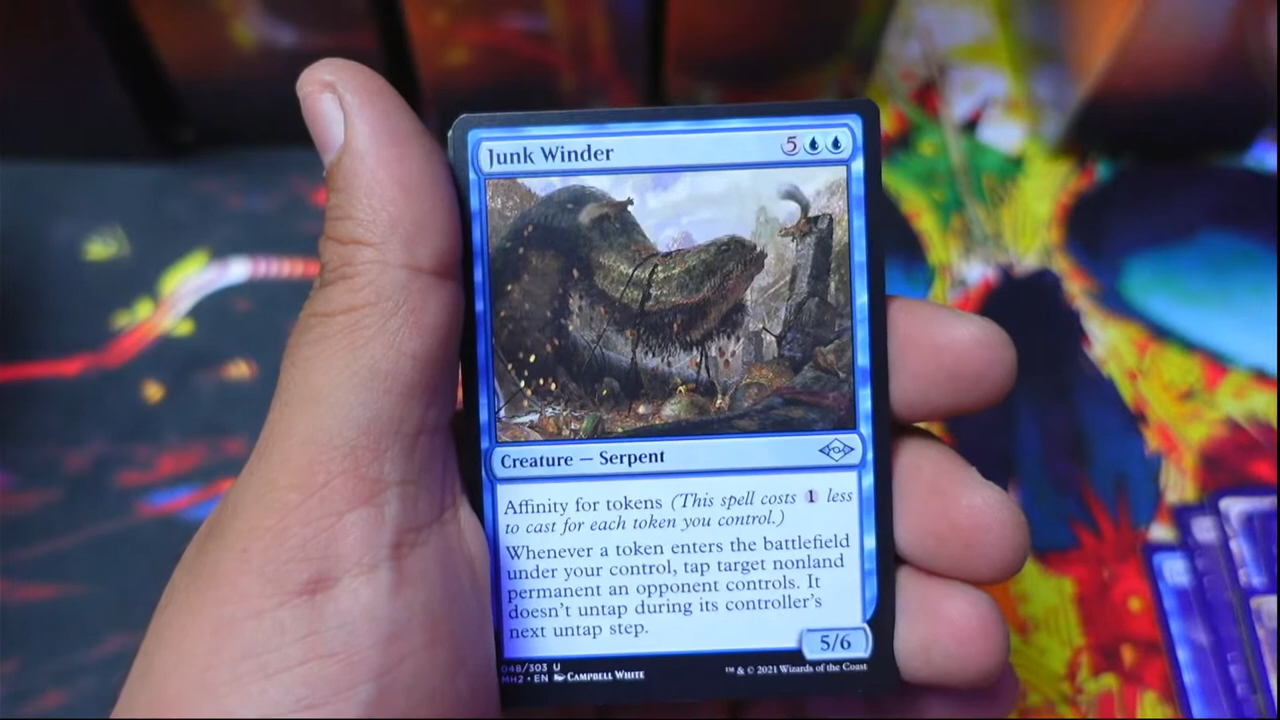 Junk Winder 5
Creature — Serpent
Affinity for tokens (This spell costs 1 less
to cast for each token you control.)
Whenever a token enters the battlefield
under your control, tap target nonland
permanent an opponent controls. It
doesn't untap during its controller's
next untap step.
5/6
048/303 U
MH2 • EN CAMPBELL WHITE
™ & © 2021 Wizards of the Coast